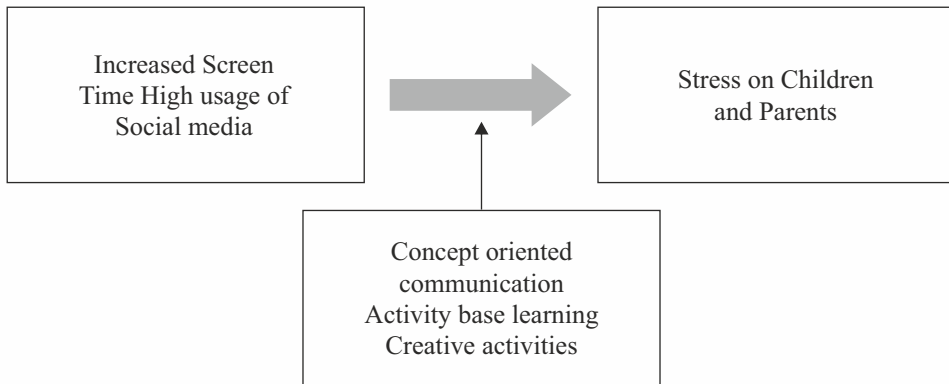 Increased Screen
Time High usage of
Social media
Stress on Children
and Parents
Concept oriented
communication
Activity base learning
Creative activities